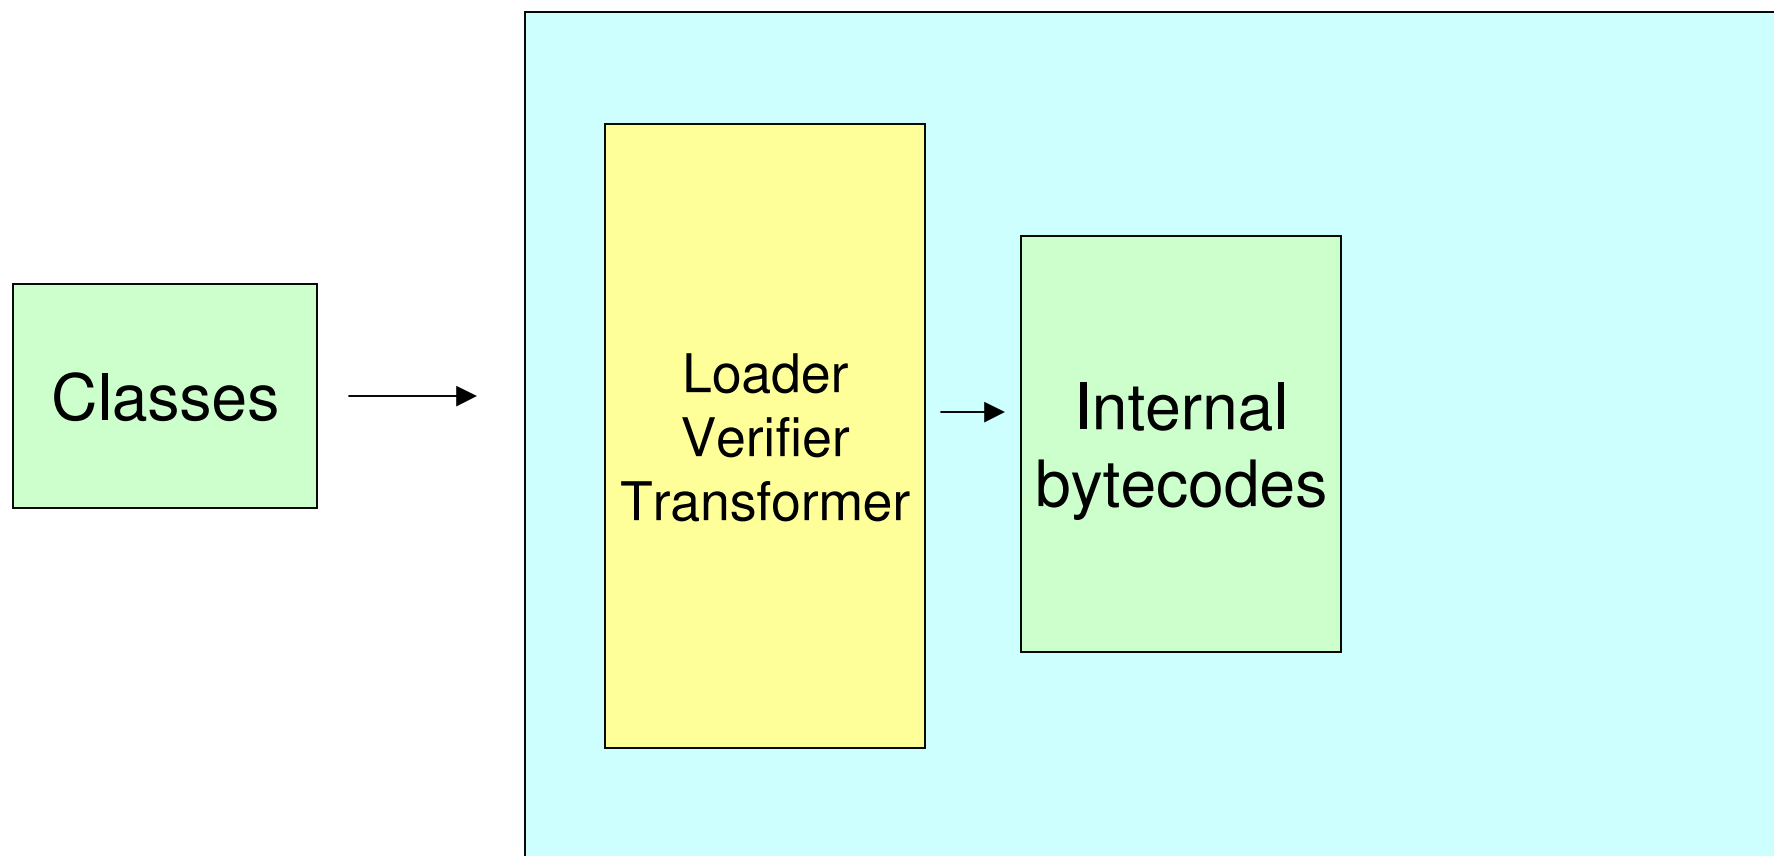 Classes
Loader
Verifier
Transformer
Internal
bytecodes